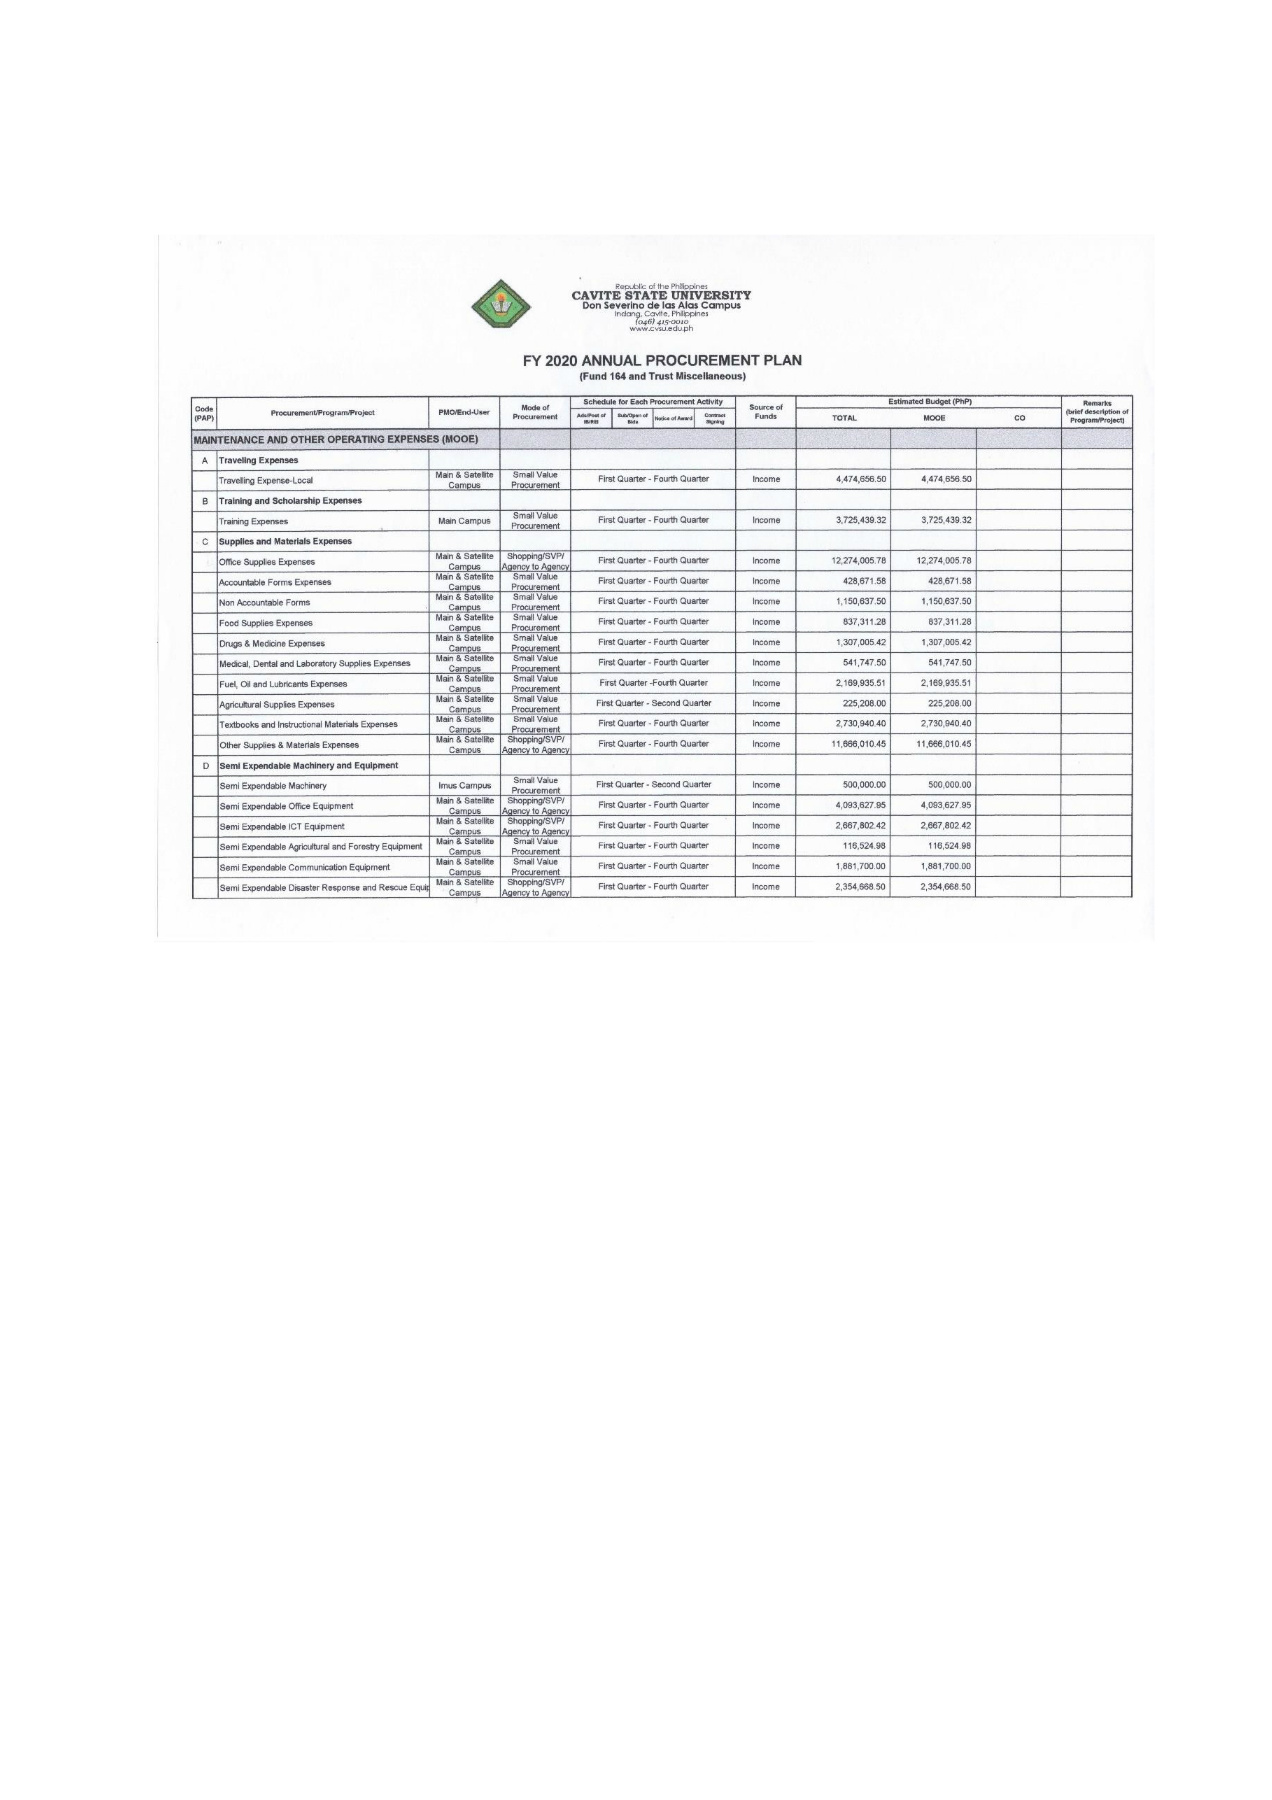 Republic of the Philippines
CAVITE STATE UNIVERSITY
Don Severino de las Alas Campus
Indang, Cavite, Philippines
(046) 415-0010
www.cvsu.edu.ph
FY 2020 ANNUAL PROCUREMENT PLAN
(Fund 164 and Trust Miscellaneous)
Code (PAP) Procurement/Program/Project PMO/End-User Mode of Procurement Schedule for Each Procurement Activity Source of Funds Estimated Budget (PhP) Remarks (brief description of Program/Project)
Ads/Post of IB/REI Sub/Open of Bids Notice of Award Contract Signing TOTAL MOOE CO
MAINTENANCE AND OTHER OPERATING EXPENSES (MOOE)
A Traveling Expenses
Travelling Expense-Local Main & Satellite Campus Small Value Procurement First Quarter - Fourth Quarter Income 4,474,656.50 4,474,656.50
B Training and Scholarship Expenses
Training Expenses Main Campus Small Value Procurement First Quarter - Fourth Quarter Income 3,725,439.32 3,725,439.32
C Supplies and Materials Expenses
Office Supplies Expenses Main & Satellite Campus Shopping/SVP/ Agency to Agency First Quarter - Fourth Quarter Income 12,274,005.78 12,274,005.78
Accountable Forms Expenses Main & Satellite Campus Small Value Procurement First Quarter - Fourth Quarter Income 428,671.58 428,671.58
Non Accountable Forms Main & Satellite Campus Small Value Procurement First Quarter - Fourth Quarter Income 1,150,637.50 1,150,637.50
Food Supplies Expenses Main & Satellite Campus Small Value Procurement First Quarter - Fourth Quarter Income 837,311.28 837,311.28
Drugs & Medicine Expenses Main & Satellite Campus Small Value Procurement First Quarter - Fourth Quarter Income 1,307,005.42 1,307,005.42
Medical, Dental and Laboratory Supplies Expenses Main & Satellite Campus Small Value Procurement First Quarter - Fourth Quarter Income 541,747.50 541,747.50
Fuel, Oil and Lubricants Expenses Main & Satellite Campus Small Value Procurement First Quarter -Fourth Quarter Income 2,169,935.51 2,169,935.51
Agricultural Supplies Expenses Main & Satellite Campus Small Value Procurement First Quarter - Second Quarter Income 225,208.00 225,208.00
Textbooks and Instructional Materials Expenses Main & Satellite Campus Small Value Procurement First Quarter - Fourth Quarter Income 2,730,940.40 2,730,940.40
Other Supplies & Materials Expenses Main & Satellite Campus Shopping/SVP/ Agency to Agency First Quarter - Fourth Quarter Income 11,666,010.45 11,666,010.45
D Semi Expendable Machinery and Equipment
Semi Expendable Machinery Imus Campus Small Value Procurement First Quarter - Second Quarter Income 500,000.00 500,000.00
Semi Expendable Office Equipment Main & Satellite Campus Shopping/SVP/ Agency to Agency First Quarter - Fourth Quarter Income 4,093,627.95 4,093,627.95
Semi Expendable ICT Equipment Main & Satellite Campus Shopping/SVP/ Agency to Agency First Quarter - Fourth Quarter Income 2,667,802.42 2,667,802.42
Semi Expendable Agricultural and Forestry Equipment Main & Satellite Campus Small Value Procurement First Quarter - Fourth Quarter Income 116,524.98 116,524.98
Semi Expendable Communication Equipment Main & Satellite Campus Small Value Procurement First Quarter - Fourth Quarter Income 1,881,700.00 1,881,700.00
Semi Expendable Disaster Response and Rescue Equip Main & Satellite Campus Shopping/SVP/ Agency to Agency First Quarter - Fourth Quarter Income 2,354,668.50 2,354,668.50